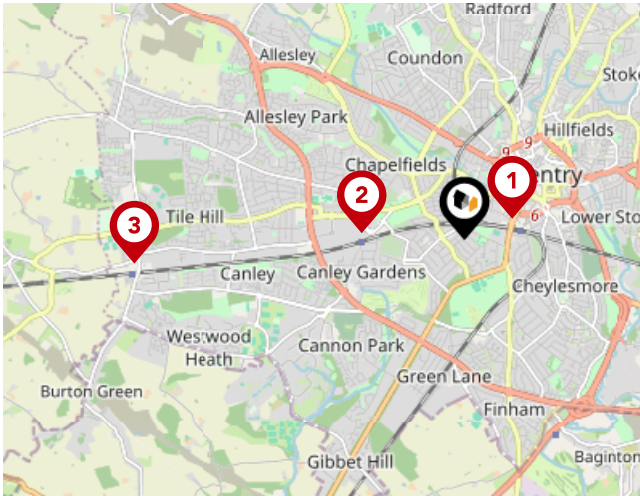 Radford
Allesley
Coundon
Stoke
Allesley Park
Hillfields
9
9
Chapelfields
1
entry
2
Tile Hill
6
Lower Sto
3
Canley
Canley Gardens
Cheylesmore
Westwood
Heath
Cannon Park
Green Lane
Burton Green
Finham
Gibbet Hill
Baginton